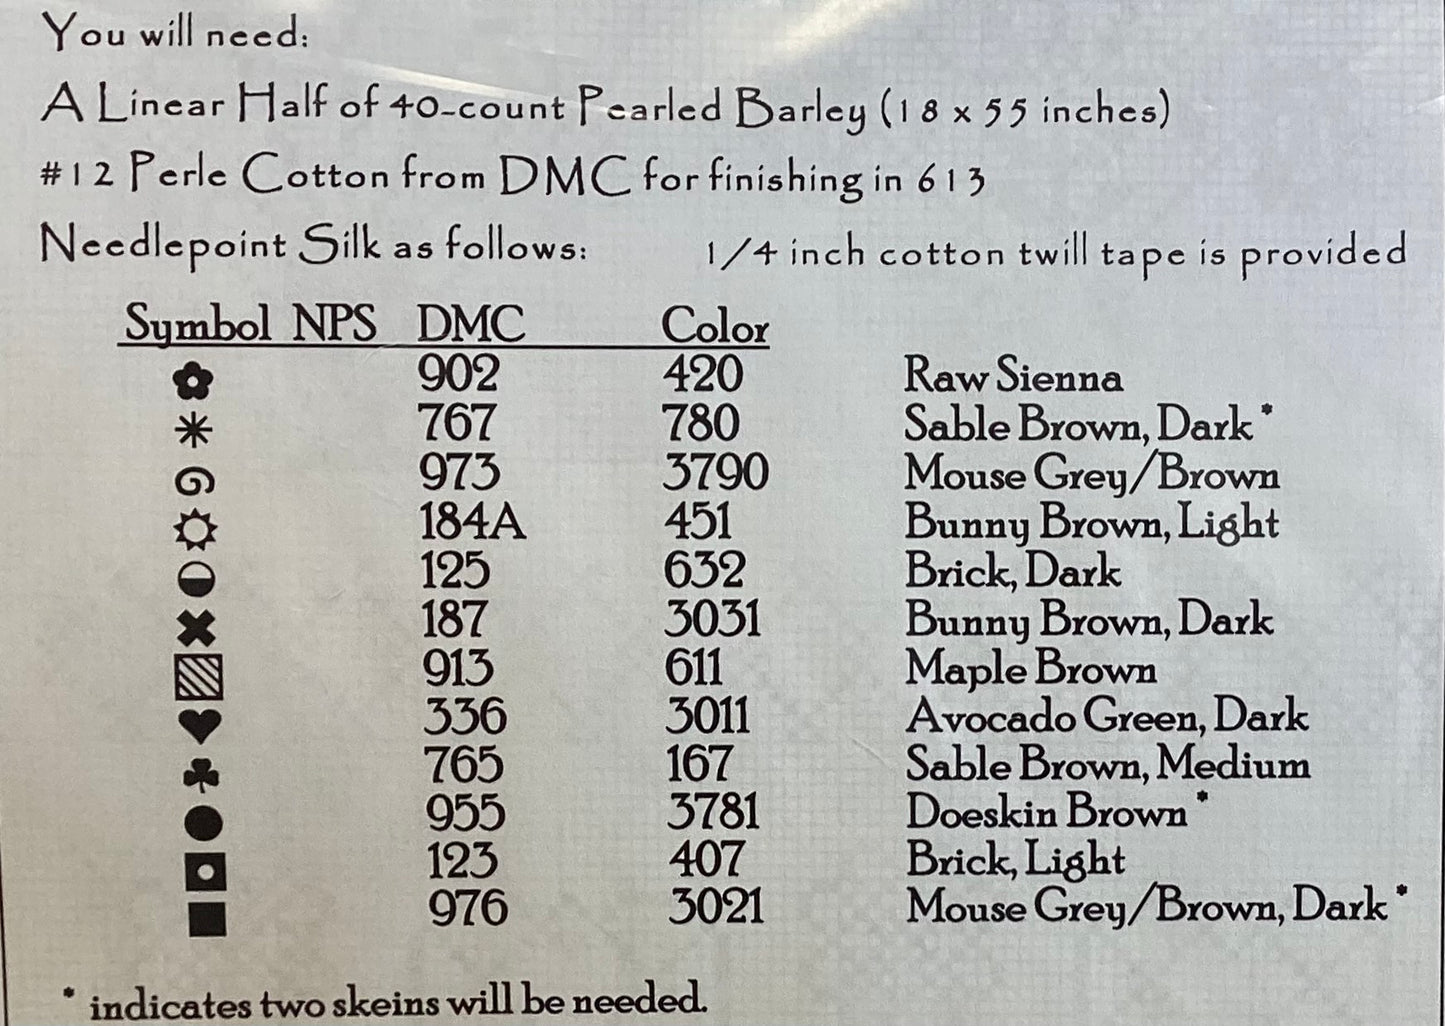 You will need:
A Linear Half of 40-count Pearled Barley (18 x 55 inches)
#12 Perle Cotton from DMC for finishing in 613
Needlepoint Silk as follows: 1/4 inch cotton twill tape is provided
Symbol NPS DMC Color
902 420 Raw Sienna
767 780 Sable Brown, Dark *
973 3790 Mouse Grey/Brown
184A 451 Bunny Brown, Light
125 632 Brick, Dark
187 3031 Bunny Brown, Dark
913 611 Maple Brown
336 3011 Avocado Green, Dark
765 167 Sable Brown, Medium
955 3781 Doeskin Brown *
123 407 Brick, Light
976 3021 Mouse Grey/Brown, Dark *
* indicates two skeins will be needed.